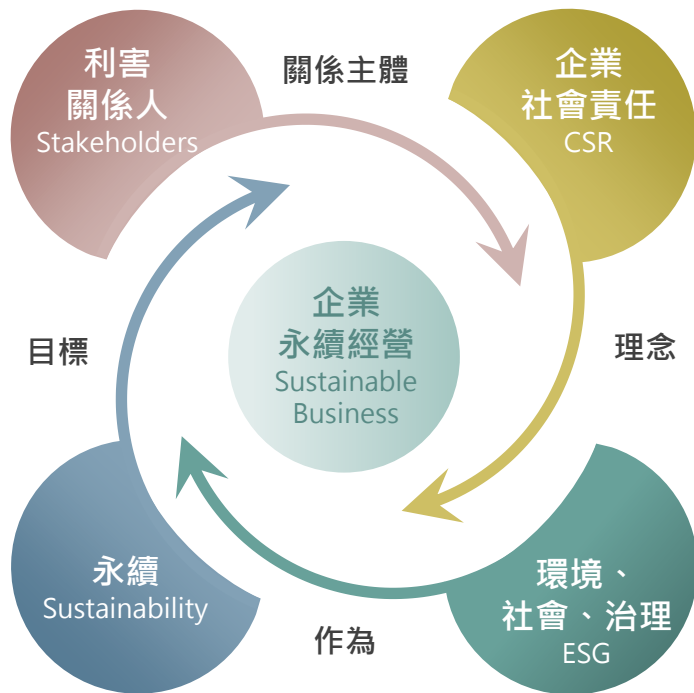 利害
關係人
Stakeholders
關係主體
企業
社會責任
CSR
企業
永續經營
Sustainable
Business
目標
理念
永續
Sustainability
作為
環境、
社會、治理
ESG